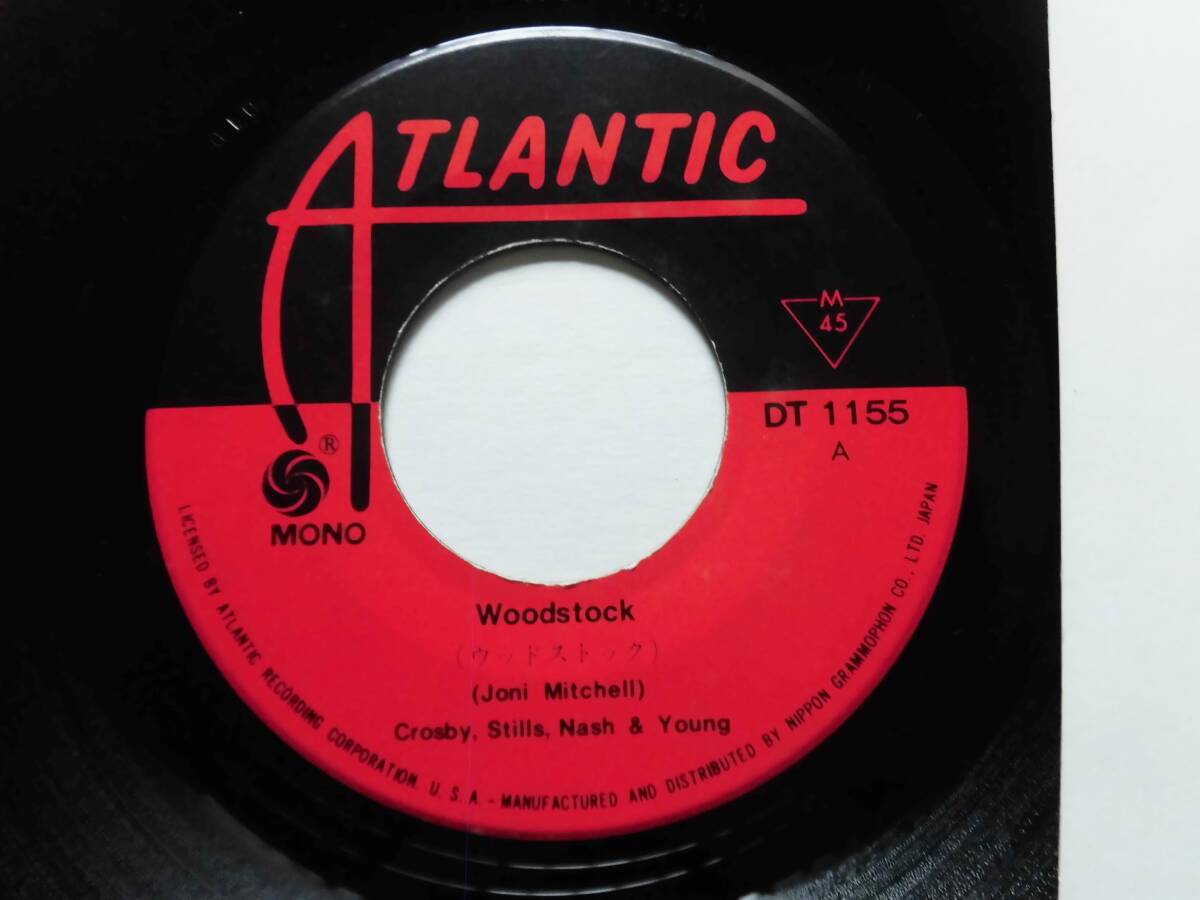 ATLANTIC
M
45
DT 1155
A
®
MONO
Woodstock
(ウッドストック)
(Joni Mitchell)
Crosby, Stills, Nash & Young
LICENSED BY ATLANTIC RECORDING CORPORATION. U. S. A. - MANUFACTURED AND DISTRIBUTED BY NIPPON GRAMMOPHON CO., LTD. JAPAN